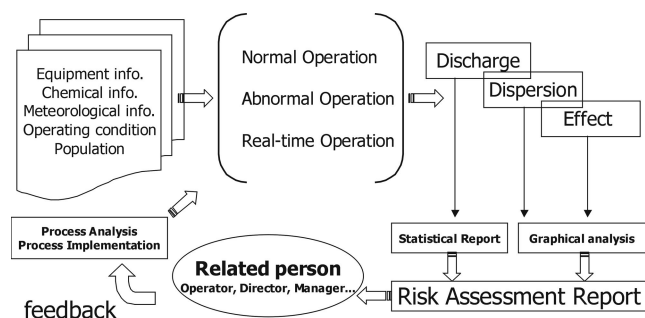 Equipment info.
Chemical info.
Meteorological info.
Operating condition
Population
Normal Operation
Abnormal Operation
Real-time Operation
Discharge
Dispersion
Effect
Process Analysis
Process Implementation
Statistical Report
Graphical analysis
Related person
Operator, Director, Manager...
Risk Assessment Report
feedback